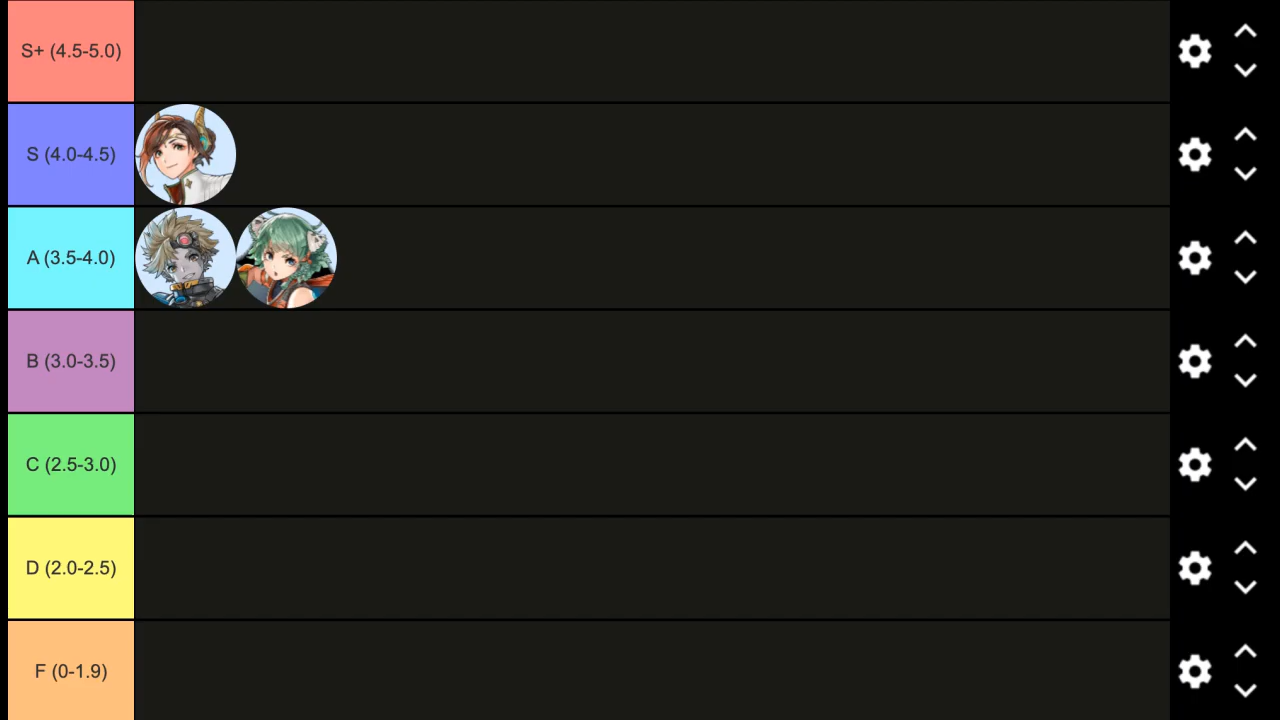 S+ (4.5-5.0)
S (4.0-4.5)
A (3.5-4.0)
B (3.0-3.5)
C (2.5-3.0)
D (2.0-2.5)
F (0-1.9)